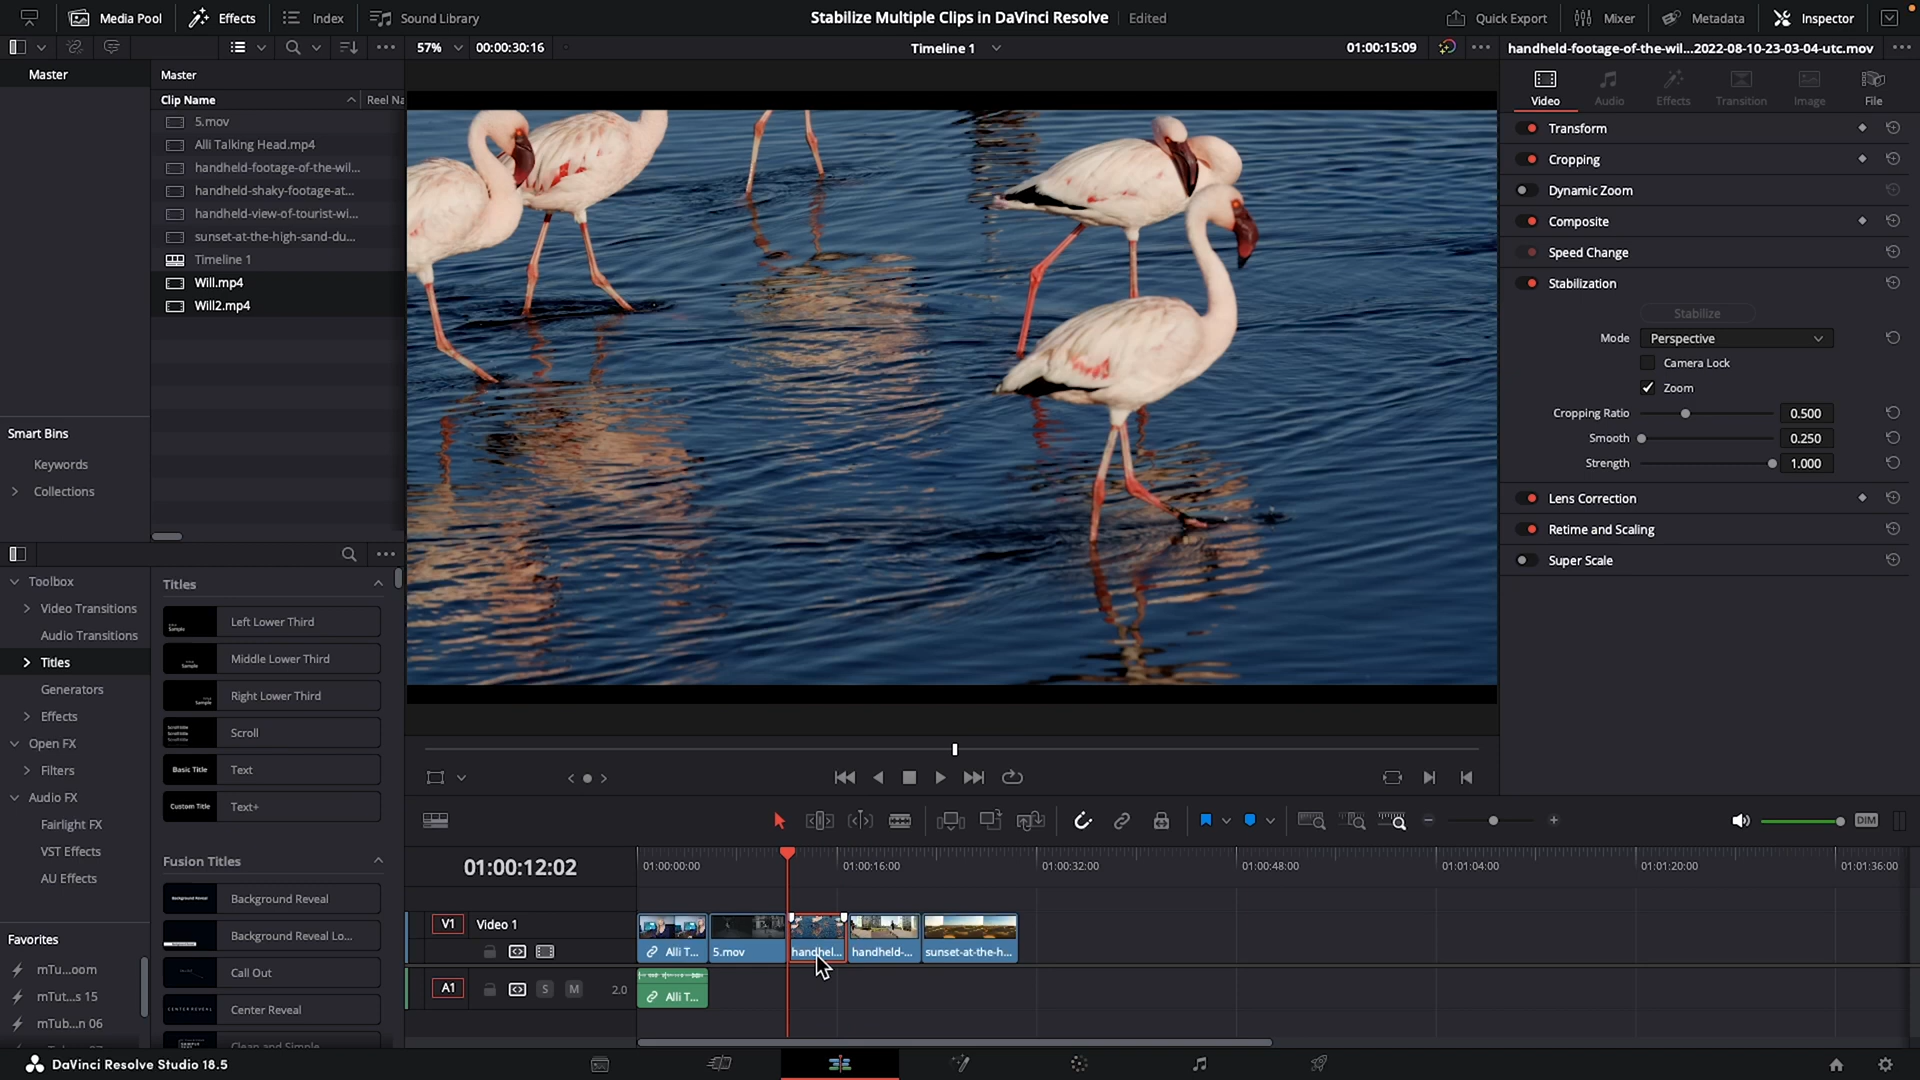 Media Pool
Effects
Index
Sound Library
Stabilize Multiple Clips in DaVinci Resolve
Edited
Quick Export
Mixer
Metadata
Inspector
57%
00:00:30:16
Timeline 1
01:00:15:09
handheld-footage-of-the-wil...2022-08-10-23-03-04-utc.mov
Master
Master
Clip Name
Reel Na
5.mov
Alli Talking Head.mp4
handheld-footage-of-the-wil...
handheld-shaky-footage-at...
handheld-view-of-tourist-wi...
sunset-at-the-high-sand-du...
Timeline 1
Will.mp4
Will2.mp4
Smart Bins
Keywords
Collections
Video
Audio
Effects
Transition
Image
File
Transform
Cropping
Dynamic Zoom
Composite
Speed Change
Stabilization
Stabilize
Mode
Perspective
Camera Lock
Zoom
Cropping Ratio
0.500
Smooth
0.250
Strength
1.000
Lens Correction
Retime and Scaling
Super Scale
Toolbox
Video Transitions
Audio Transitions
Titles
Generators
Effects
Open FX
Filters
Audio FX
Fairlight FX
VST Effects
AU Effects
Favorites
mTu...oom
mTut...s 15
mTub...n 06
Titles
Left Lower Third
Middle Lower Third
Right Lower Third
Scroll
Basic Title
Text
Custom Title
Text+
Fusion Titles
Background Reveal
Background Reveal
Background Reveal Lo...
Call Out
CENTER REVEAL
Center Reveal
Clean and Simple
DIM
01:00:12:02
01:00:00:00
01:00:16:00
01:00:32:00
01:00:48:00
01:01:04:00
01:01:20:00
01:01:36:00
V1
Video 1
Alli T...
5.mov
handhel...
handheld-...
sunset-at-the-h...
A1
S
M
2.0
Alli T...
DaVinci Resolve Studio 18.5